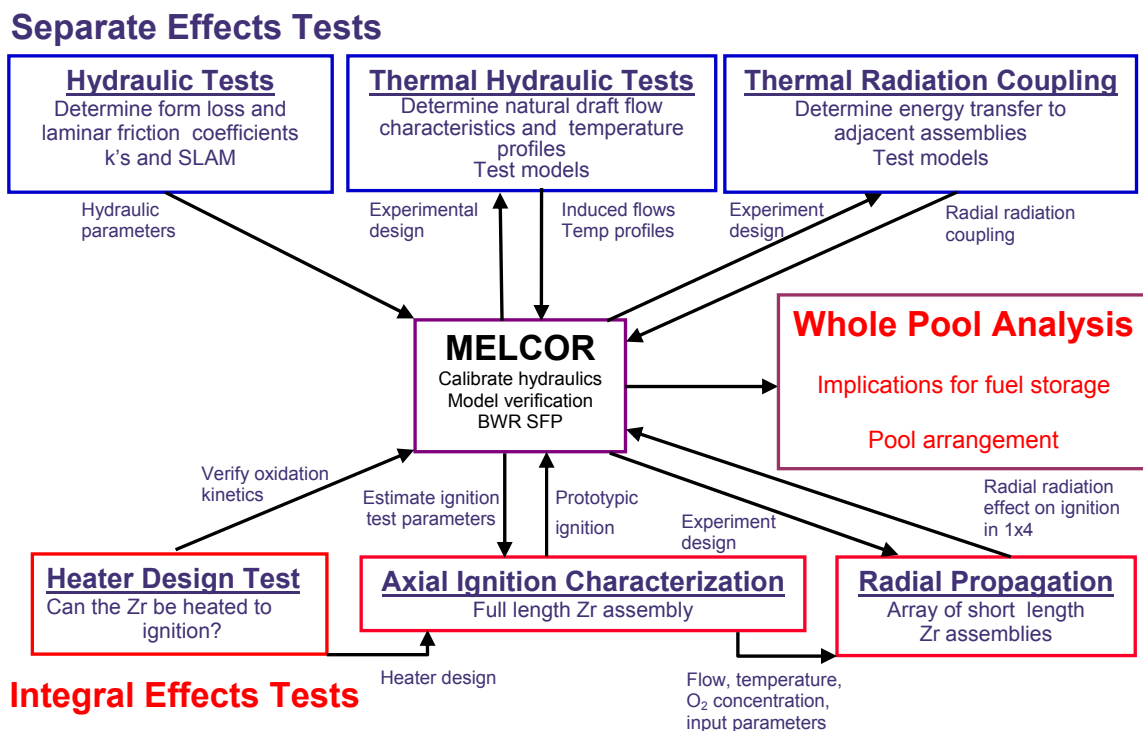 Separate Effects Tests
Hydraulic Tests
Determine form loss and
laminar friction coefficients
k's and SLAM
Thermal Hydraulic Tests
Determine natural draft flow
characteristics and temperature
profiles
Test models
Thermal Radiation Coupling
Determine energy transfer to
adjacent assemblies
Test models
Hydraulic
parameters
Experimental
design
Induced flows
Temp profiles
Experiment
design
Radial radiation
coupling
MELCOR
Calibrate hydraulics
Model verification
BWR SFP
Whole Pool Analysis
Implications for fuel storage
Pool arrangement
Verify oxidation
kinetics
Estimate ignition
test parameters
Prototypic
ignition
Experiment
design
Radial radiation
effect on ignition
in 1x4
Heater Design Test
Can the Zr be heated to
ignition?
Axial Ignition Characterization
Full length Zr assembly
Radial Propagation
Array of short length
Zr assemblies
Heater design
Flow, temperature,
O₂ concentration,
input parameters
Integral Effects Tests